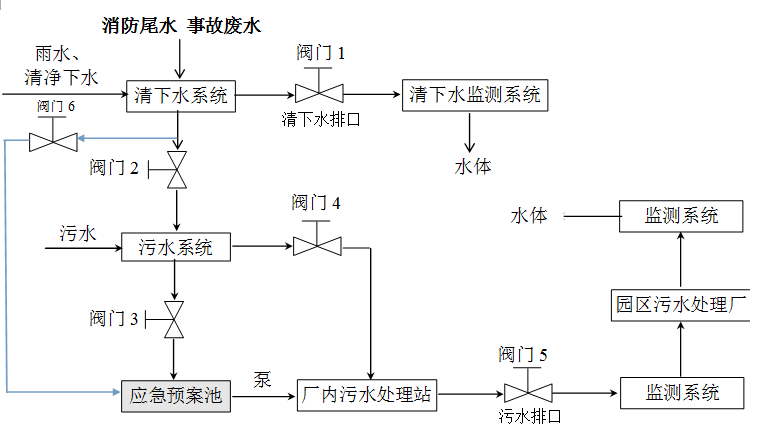 消防尾水 事故废水
雨水、
清净下水
阀门 1
清下水系统
清下水监测系统
阀门 6
清下水排口
阀门 2
水体
阀门 4
污水
污水系统
水体
监测系统
阀门 3
园区污水处理厂
阀门 5
泵
应急预案池
厂内污水处理站
监测系统
污水排口